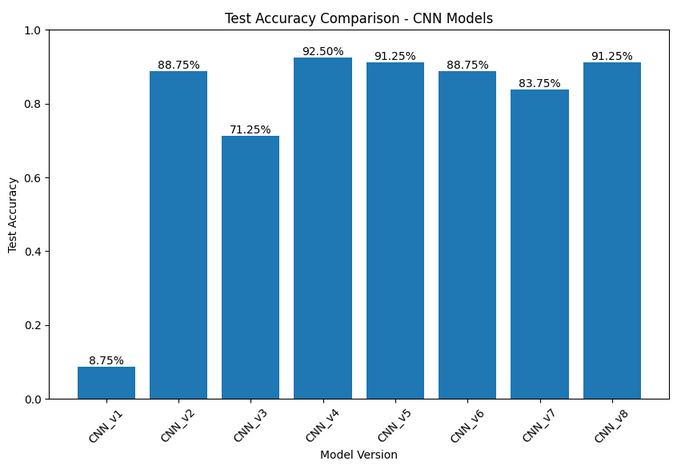 Test Accuracy Comparison - CNN Models
1.0
0.8
0.6
0.4
0.2
0.0
Test Accuracy
8.75%
88.75%
71.25%
92.50%
91.25%
88.75%
83.75%
91.25%
CNN_v1
CNN_v2
CNN_v3
CNN_v4
CNN_v5
CNN_v6
CNN_v7
CNN_v8
Model Version